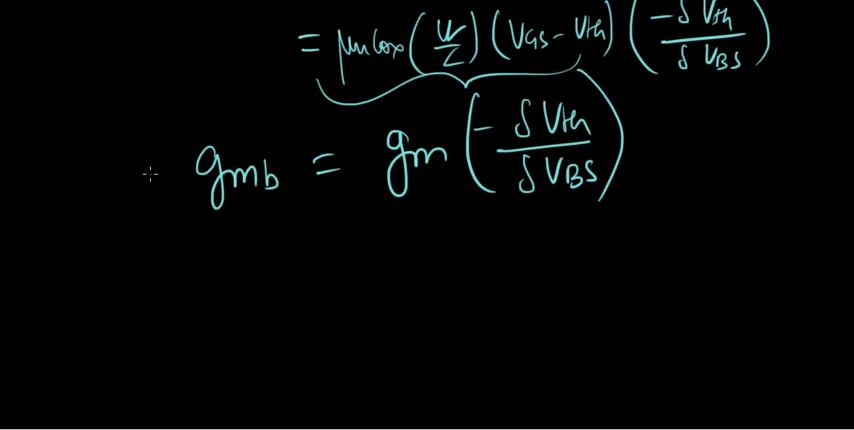 = μnCox (W/L) (VGS - Vth) (-δVth/δVBS)
gmb = gm (-δVth/δVBS)